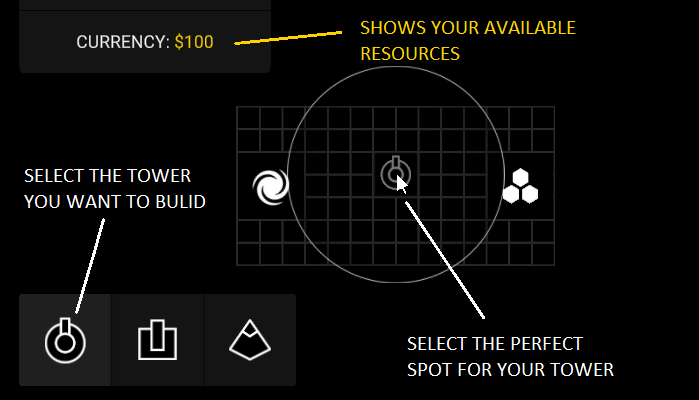 CURRENCY: $100
SHOWS YOUR AVAILABLE
RESOURCES
SELECT THE TOWER
YOU WANT TO BULID
SELECT THE PERFECT
SPOT FOR YOUR TOWER